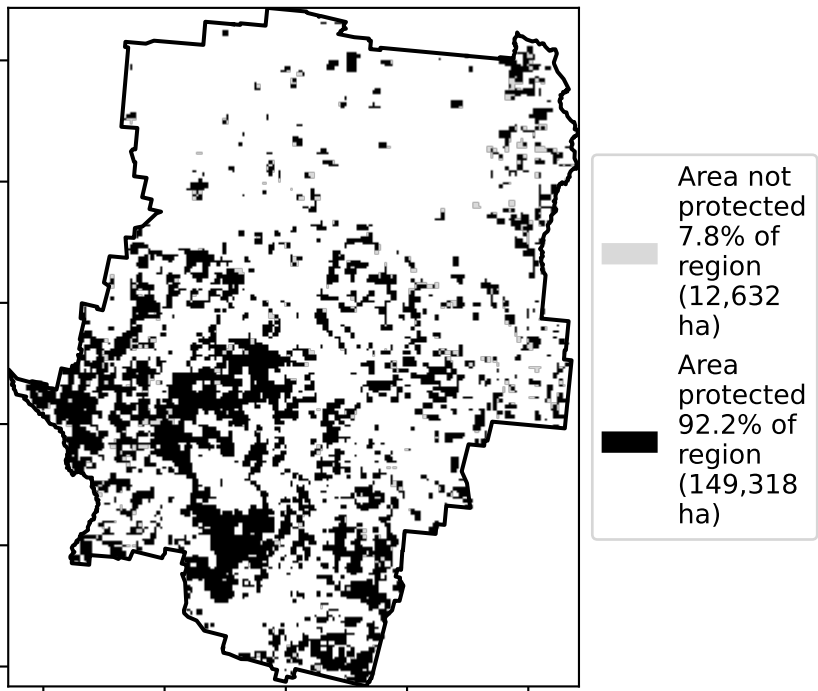 Area not
protected
7.8% of
region
(12,632
ha)
Area
protected
92.2% of
region
(149,318
ha)